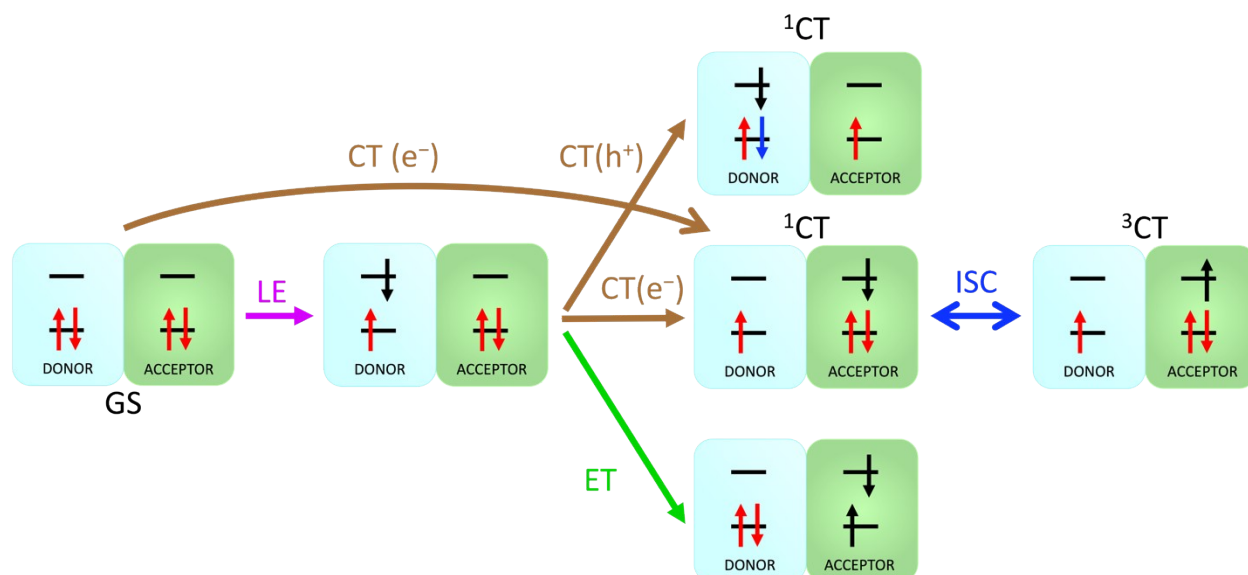 ¹CT
DONOR ACCEPTOR
CT (e⁻)
CT(h⁺)
¹CT
³CT
LE
CT(e⁻)
ISC
DONOR ACCEPTOR
DONOR ACCEPTOR
DONOR ACCEPTOR
DONOR ACCEPTOR
GS
ET
DONOR ACCEPTOR